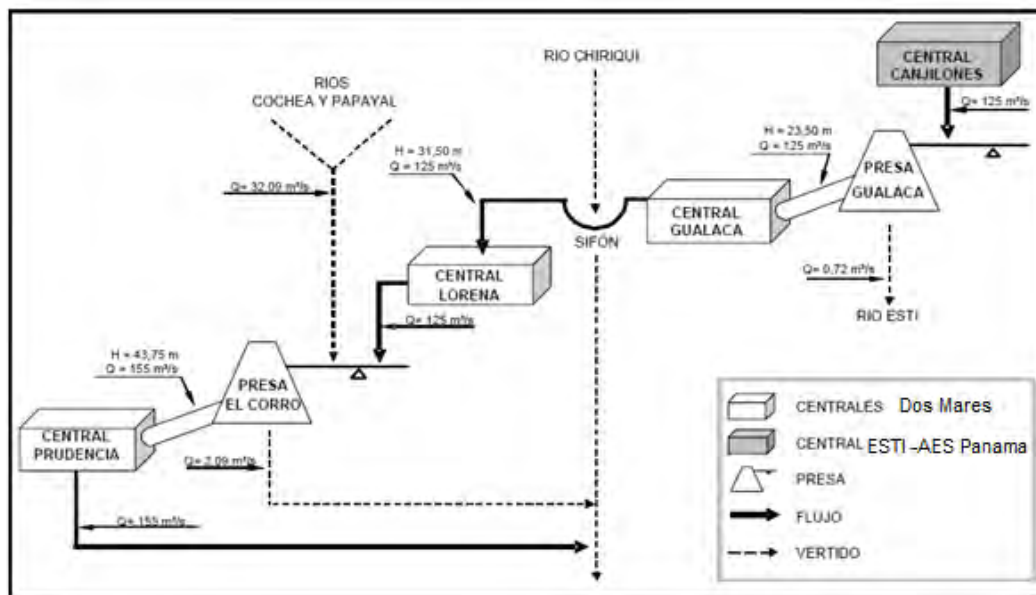 RIO CHIRIQUI
CENTRAL
CANJILONES
RIOS
COCHEA Y PAPAYAL
Q= 125 m³/s
H = 31,50 m
Q = 125 m³/s
H = 23,50 m
Q = 125 m³/s
PRESA
GUALACA
Q= 32,09 m³/s
CENTRAL
GUALACA
SIFÓN
CENTRAL
LORENA
Q= 0,72 m³/s
RIO ESTI
Q= 125 m³/s
H = 43,75 m
Q = 155 m³/s
PRESA
EL CORRO
CENTRAL
PRUDENCIA
Q= 2,09 m³/s
Q= 155 m³/s
CENTRALES Dos Mares
CENTRAL ESTI -AES Panama
PRESA
FLUJO
VERTIDO